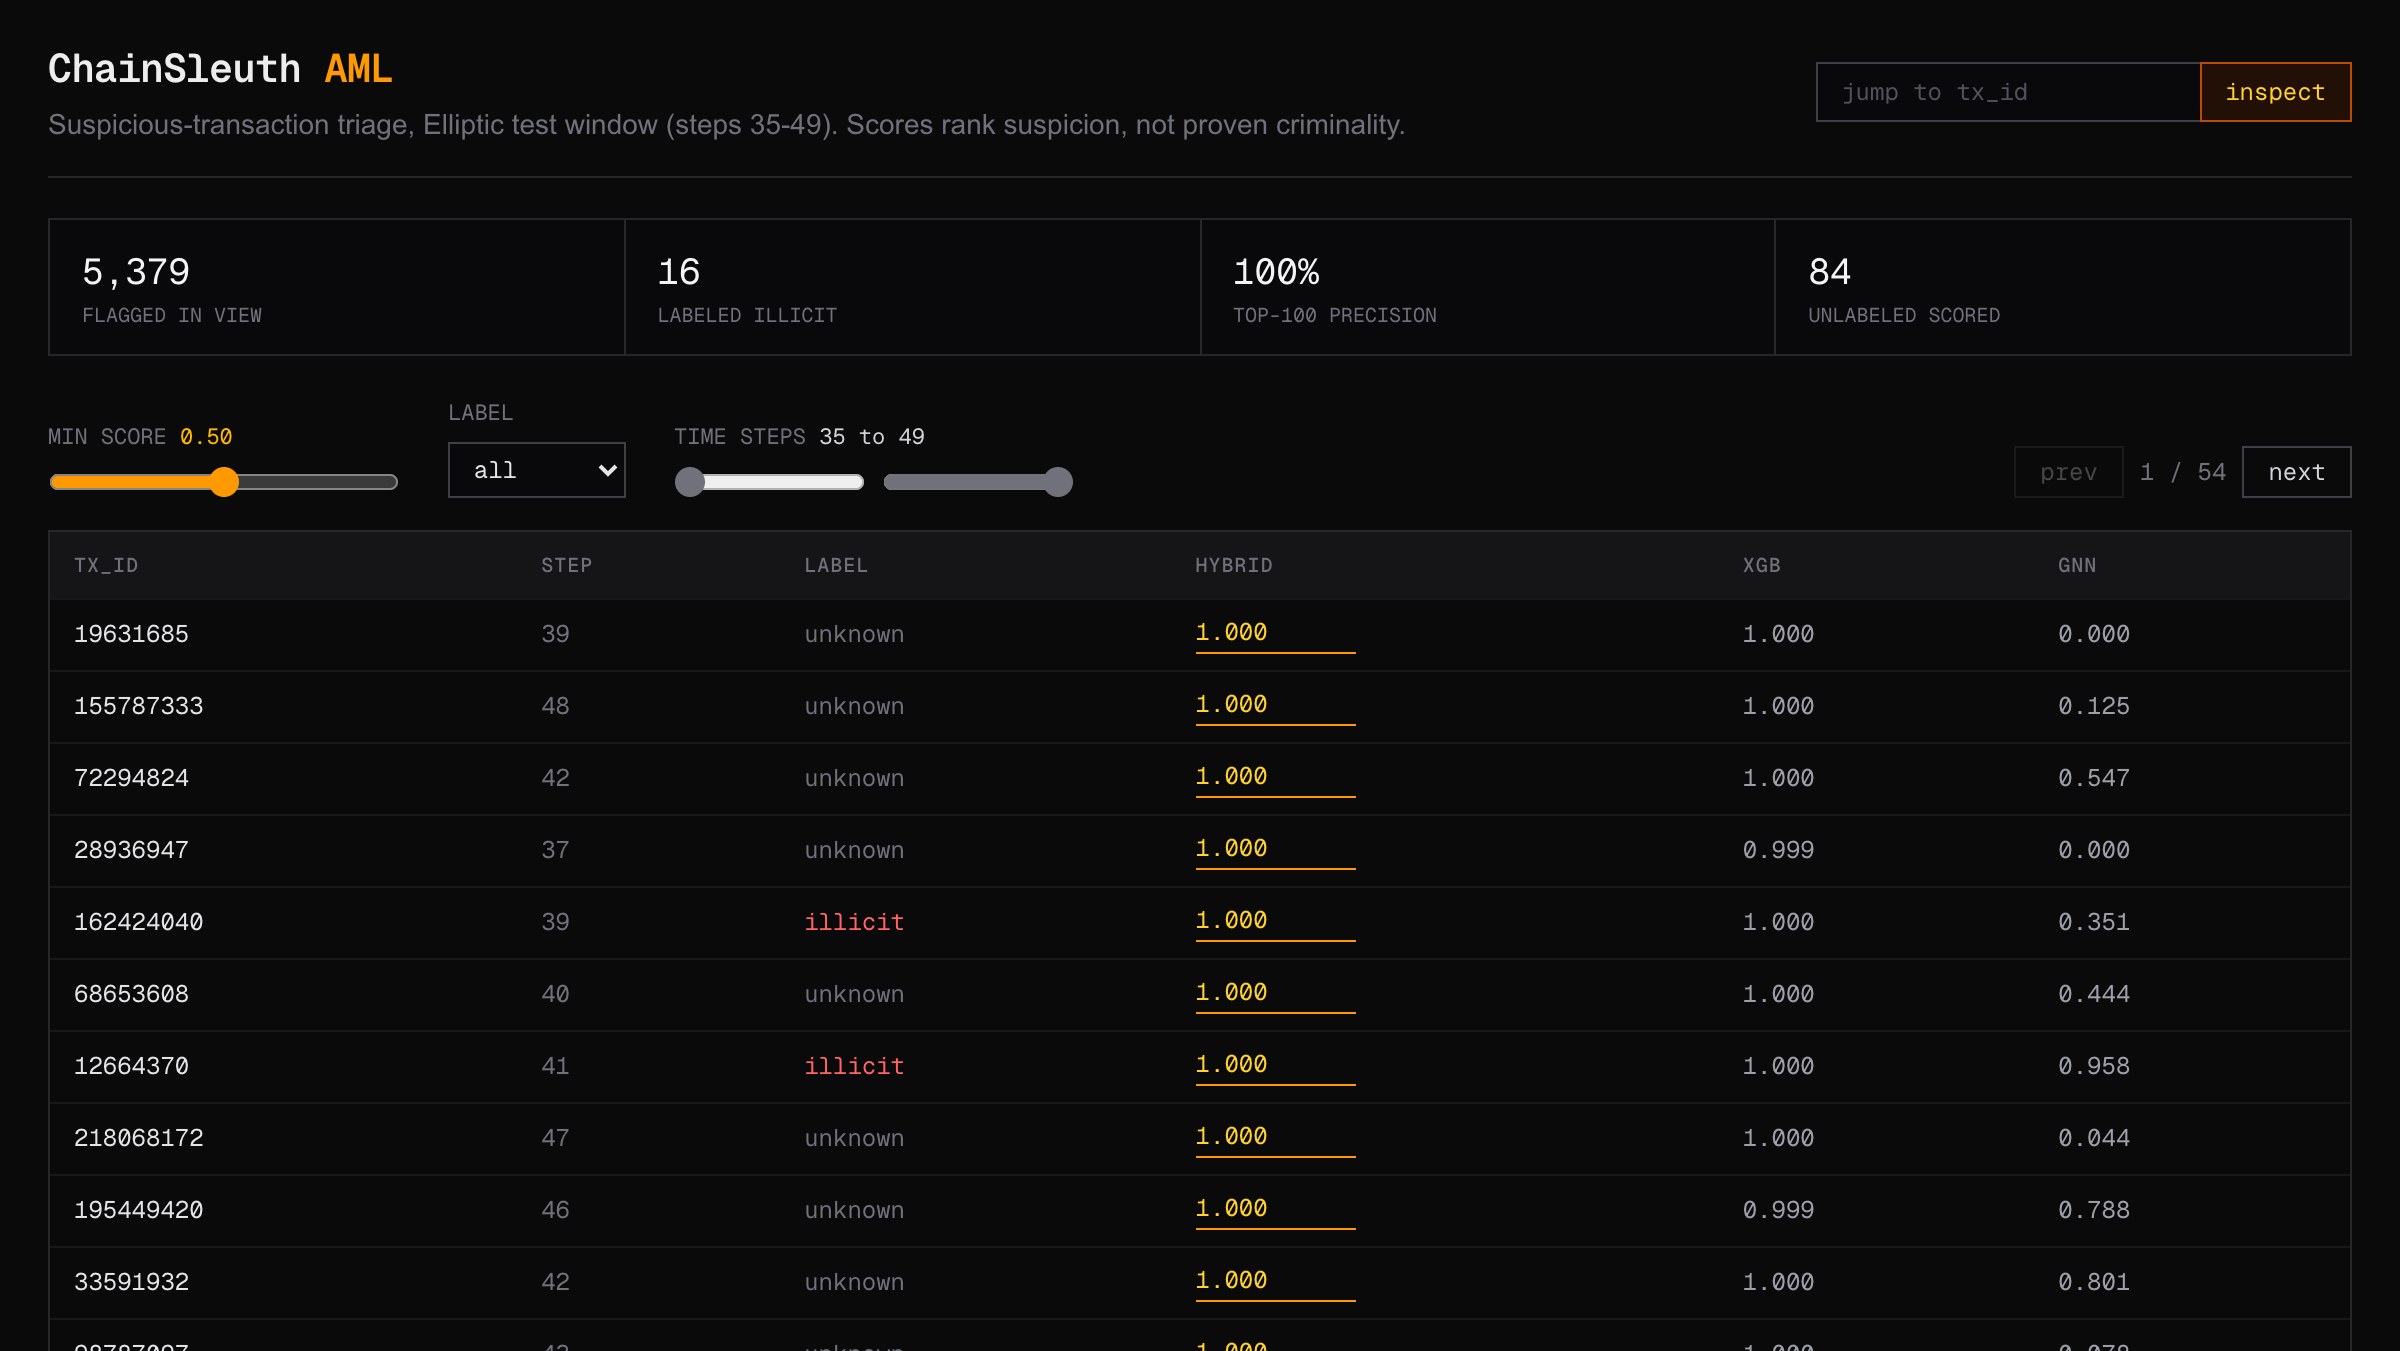 ChainSleuth AML
Suspicious-transaction triage, Elliptic test window (steps 35-49). Scores rank suspicion, not proven criminality.
jump to tx_id inspect
5,379 16 100% 84
FLAGGED IN VIEW LABELED ILLICIT TOP-100 PRECISION UNLABELED SCORED
LABEL
MIN SCORE 0.50 TIME STEPS 35 to 49
all prev 1 / 54 next
TX_ID STEP LABEL HYBRID XGB GNN
19631685 39 unknown 1.000 1.000 0.000
155787333 48 unknown 1.000 1.000 0.125
72294824 42 unknown 1.000 1.000 0.547
28936947 37 unknown 1.000 0.999 0.000
162424040 39 illicit 1.000 1.000 0.351
68653608 40 unknown 1.000 1.000 0.444
12664370 41 illicit 1.000 1.000 0.958
218068172 47 unknown 1.000 1.000 0.044
195449420 46 unknown 1.000 0.999 0.788
33591932 42 unknown 1.000 1.000 0.801